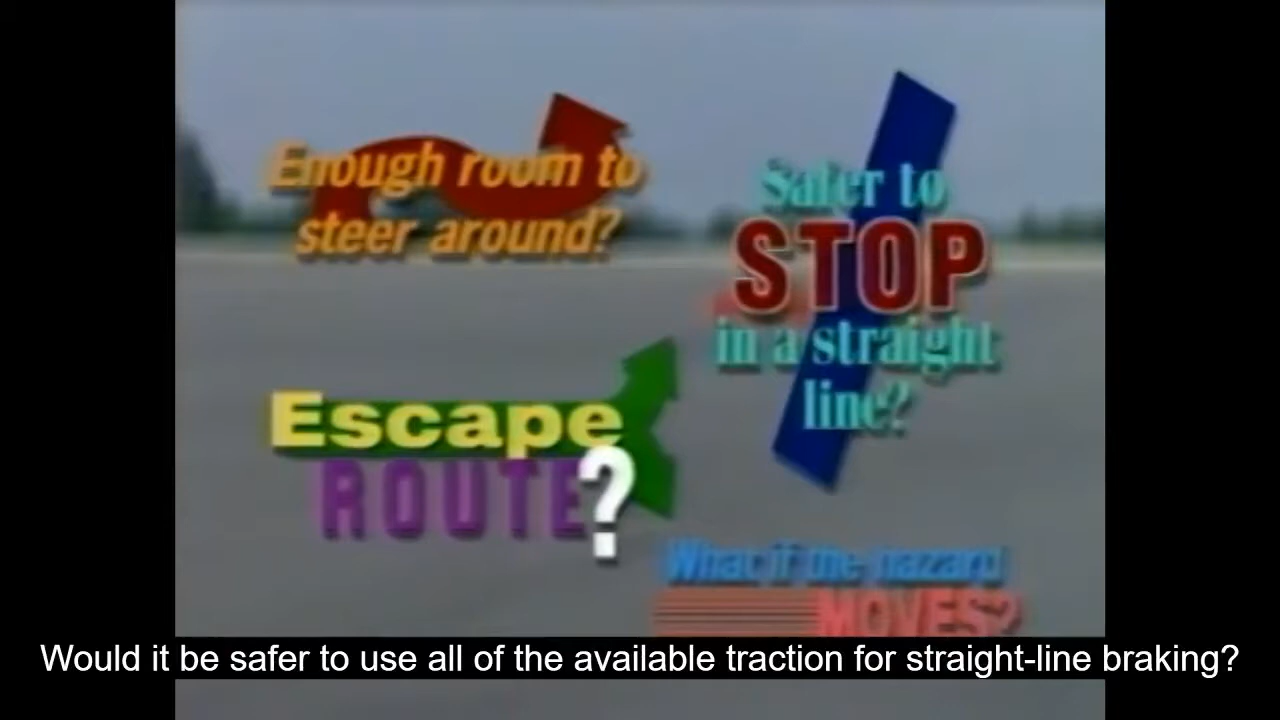 Enough room to
steer around?
Safer to
STOP
in a straight
line?
Escape
ROUTE?
What if the hazard
MOVES?
Would it be safer to use all of the available traction for straight-line braking?